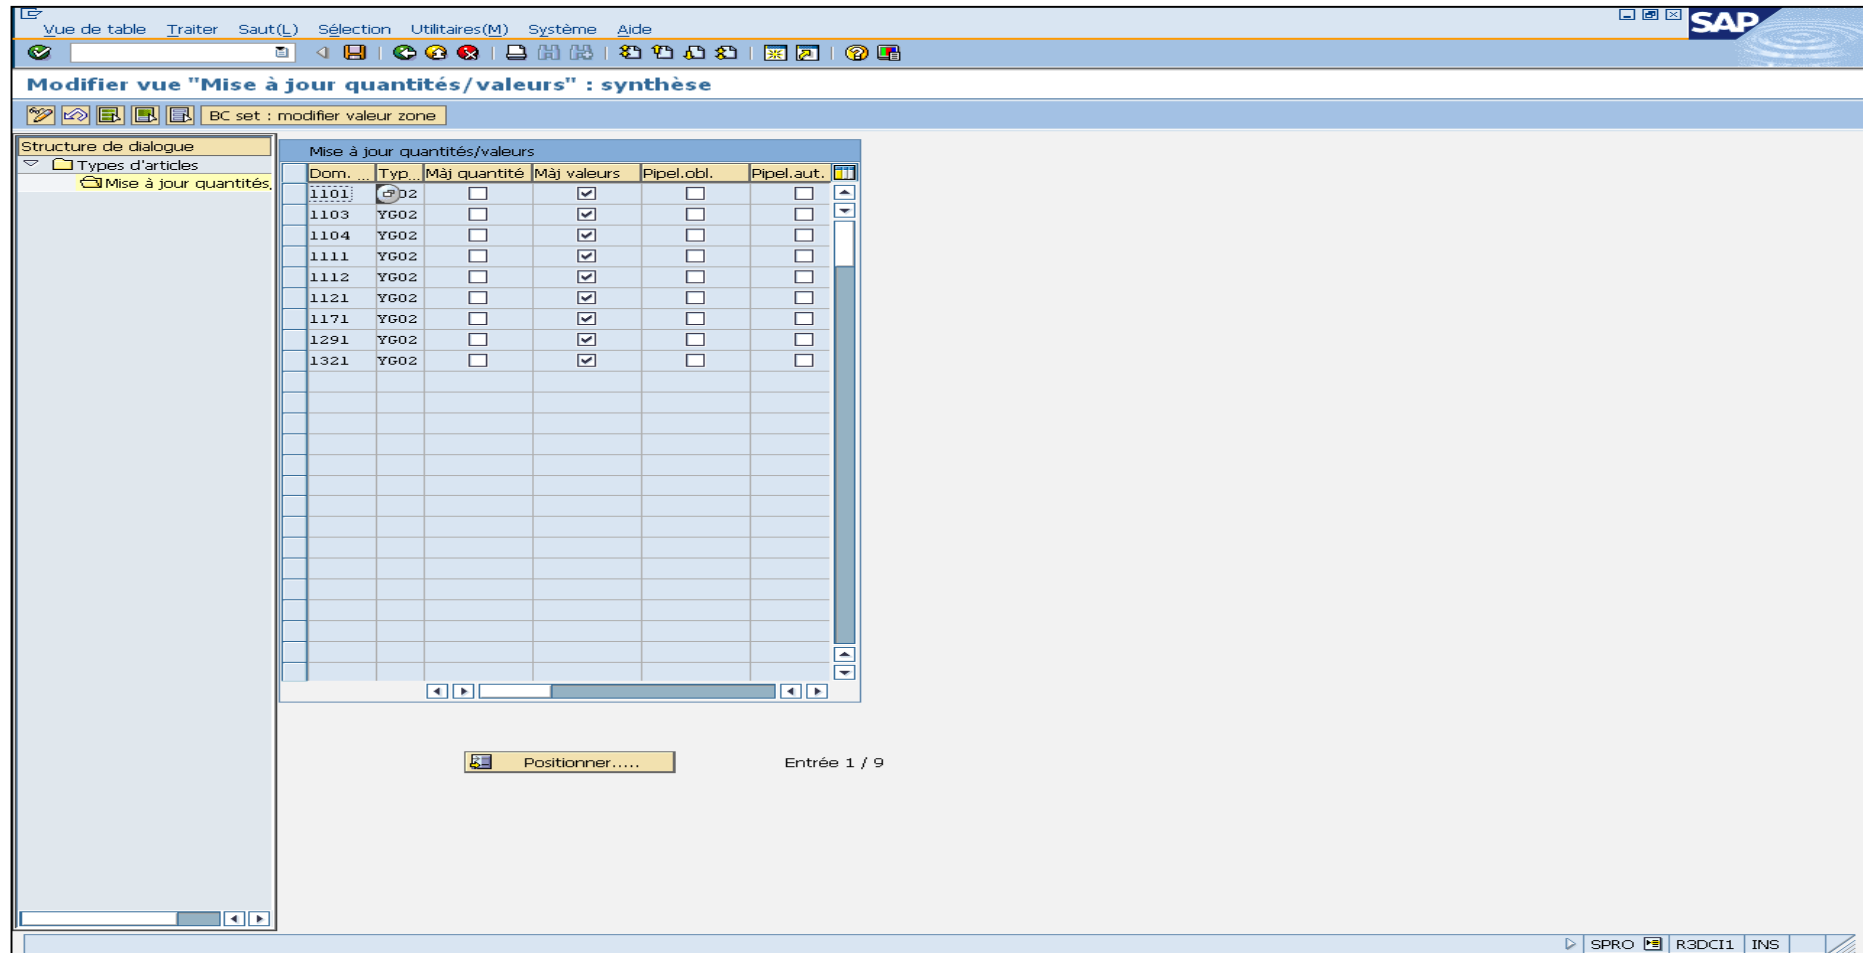 Vue de table Traiter Saut(L) Sélection Utilitaires(M) Système Aide
SAP
Modifier vue "Mise à jour quantités/valeurs" : synthèse
BC set : modifier valeur zone
Structure de dialogue
Types d'articles
Mise à jour quantités
Mise à jour quantités/valeurs
Dom. ... Typ... Màj quantité Màj valeurs Pipel.obl. Pipel.aut.
1101 02
1103 YG02
1104 YG02
1111 YG02
1112 YG02
1121 YG02
1171 YG02
1291 YG02
1321 YG02
Positionner..... Entrée 1 / 9
SPRO R3DCI1 INS